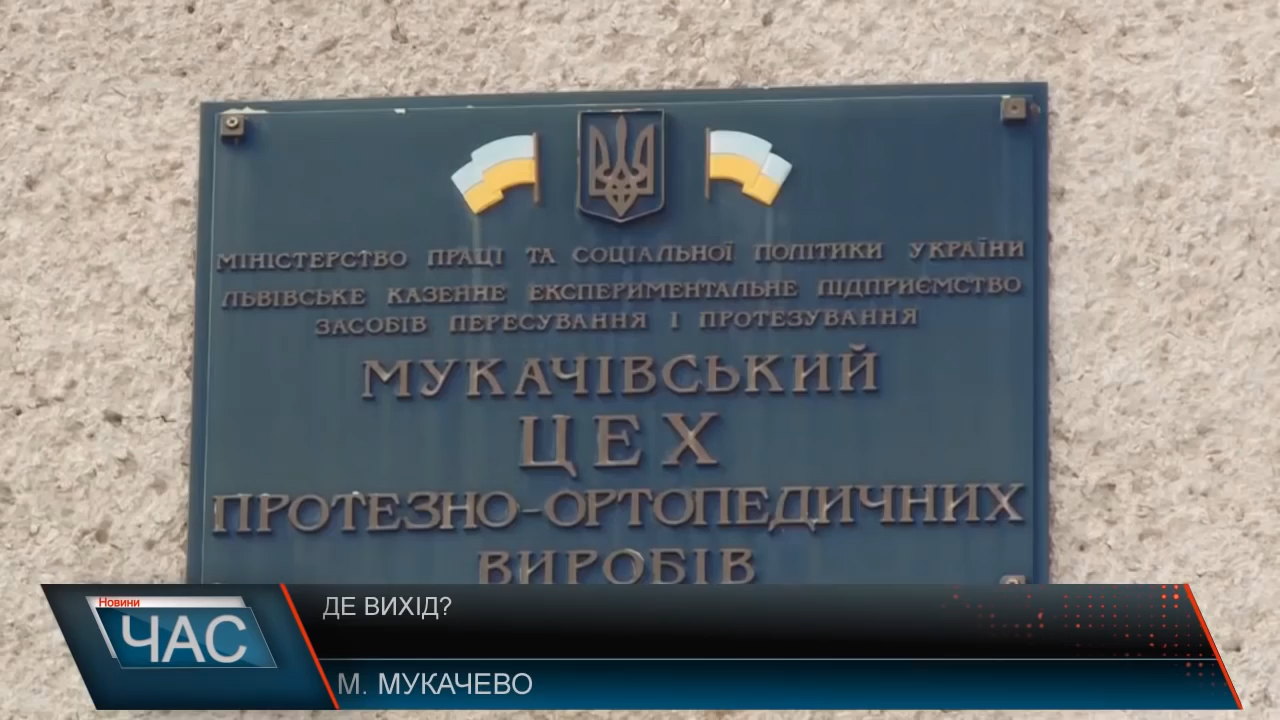 МІНІСТЕРСТВО ПРАЦІ ТА СОЦІАЛЬНОЇ ПОЛІТИКИ УКРАЇНИ
ЛЬВІВСЬКЕ КАЗЕННЕ ЕКСПЕРИМЕНТАЛЬНЕ ПІДПРИЄМСТВО
ЗАСОБІВ ПЕРЕСУВАННЯ І ПРОТЕЗУВАННЯ
МУКАЧІВСЬКИЙ
ЦЕХ
ПРОТЕЗНО-ОРТОПЕДИЧНИХ
ВИРОБІВ
Новини
ЧАС
ДЕ ВИХІД?
М. МУКАЧЕВО